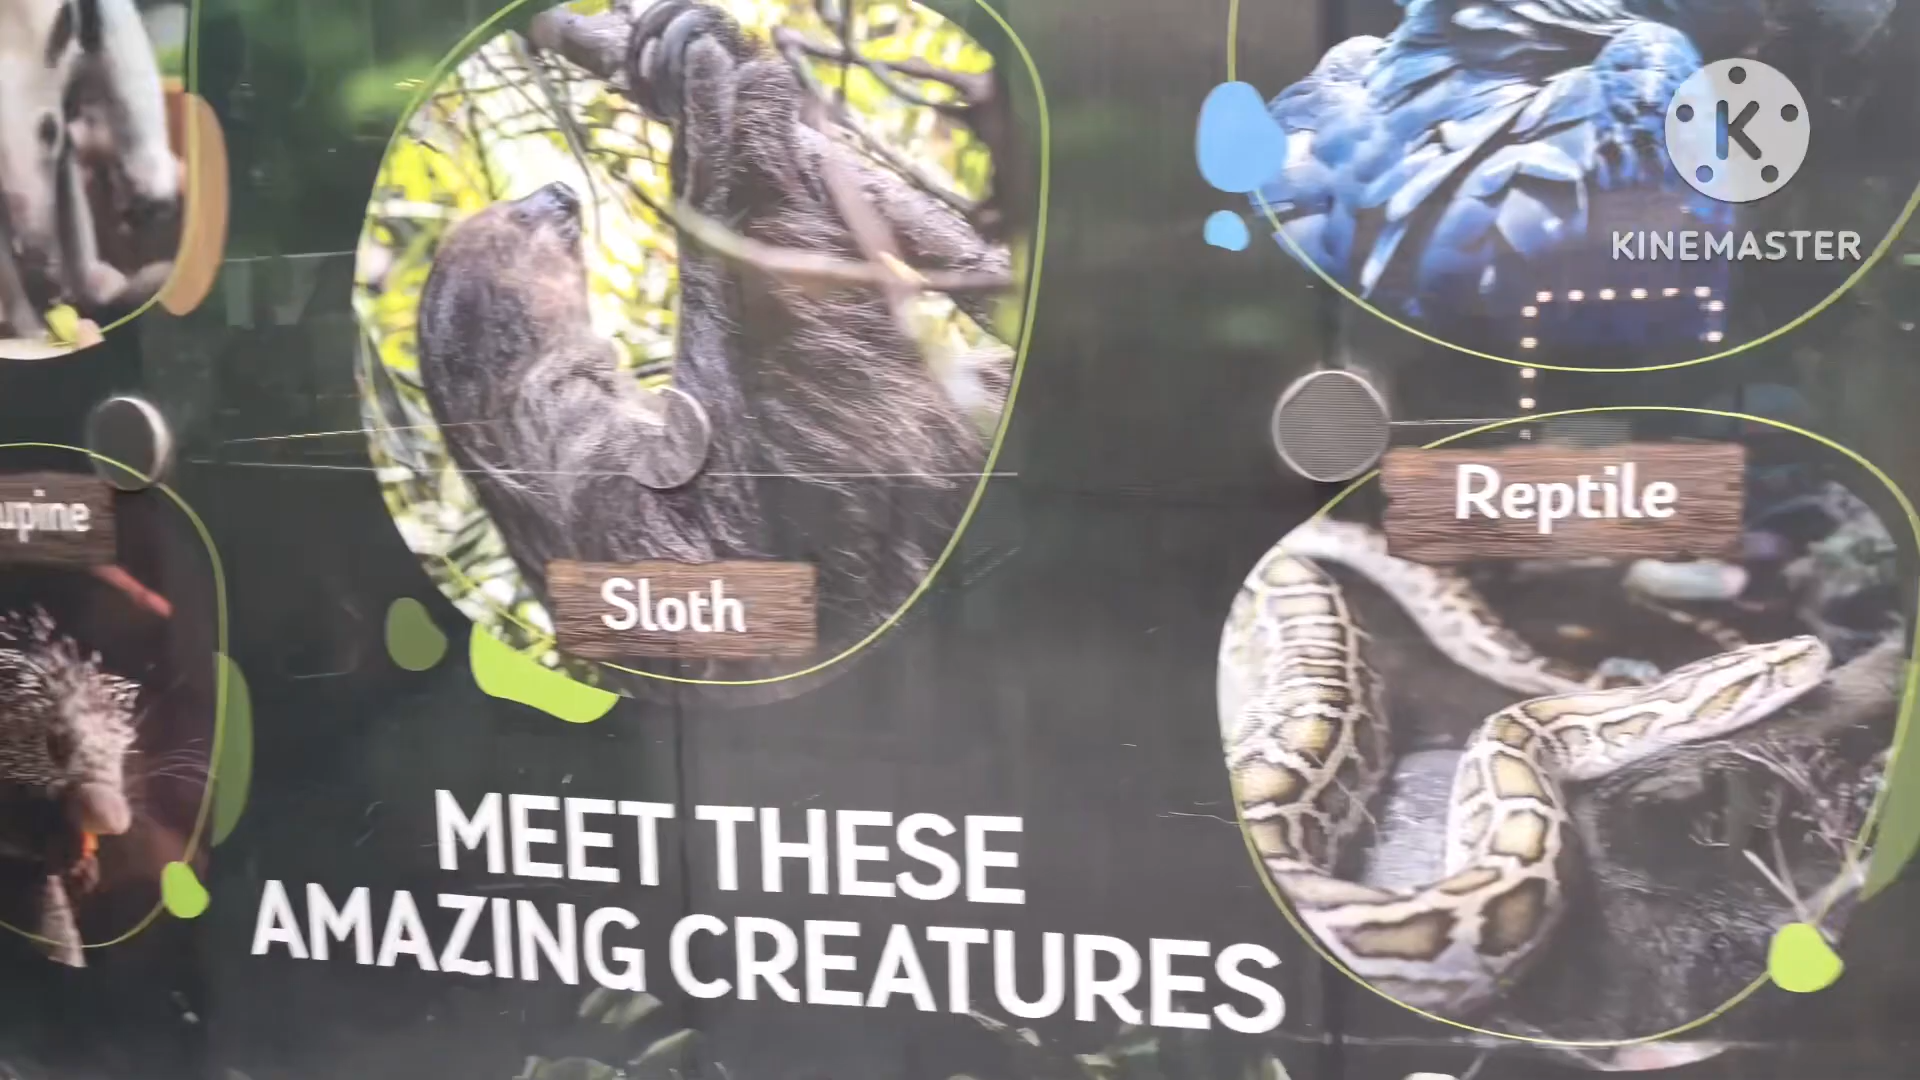 K
KINEMASTER
Reptile
upine
Sloth
MEET THESE
AMAZING CREATURES